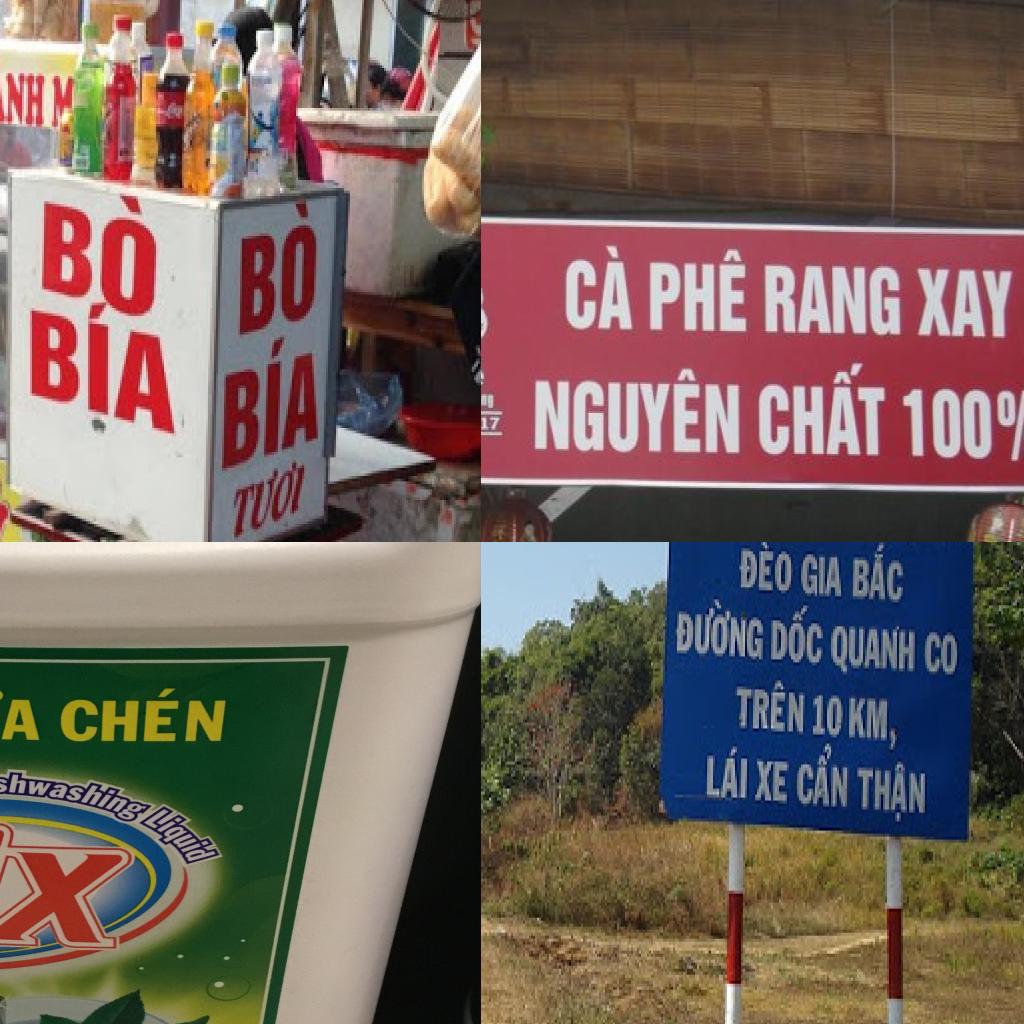 BÒ
BÍA
BÒ
BÍA
TƯƠI
CÀ PHÊ RANG XAY
NGUYÊN CHẤT 100%
17
CHÉN
Liquid
ĐÈO GIA BẮC
ĐƯỜNG DỐC QUANH CO
TRÊN 10 KM,
LÁI XE CẨN THẬN